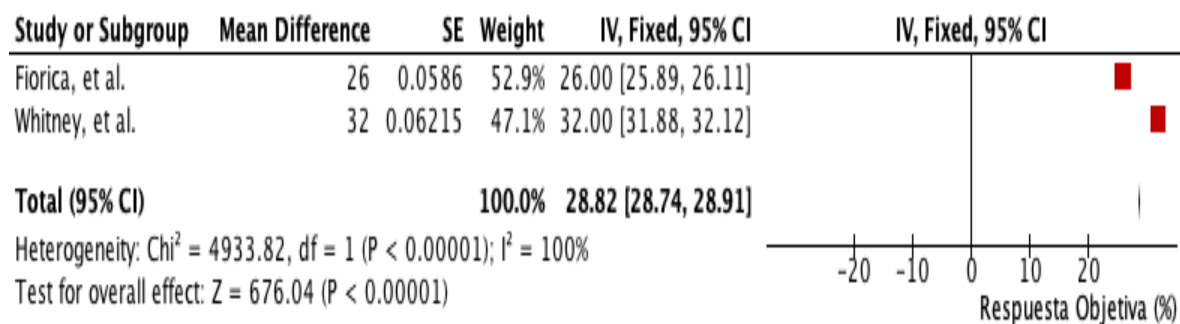 Study or Subgroup Mean Difference SE Weight IV, Fixed, 95% CI IV, Fixed, 95% CI
Fiorica, et al. 26 0.0586 52.9% 26.00 [25.89, 26.11]
Whitney, et al. 32 0.06215 47.1% 32.00 [31.88, 32.12]
Total (95% CI) 100.0% 28.82 [28.74, 28.91]
Heterogeneity: Chi² = 4933.82, df = 1 (P < 0.00001); I² = 100%
Test for overall effect: Z = 676.04 (P < 0.00001)
-20 -10 0 10 20
Respuesta Objetiva (%)